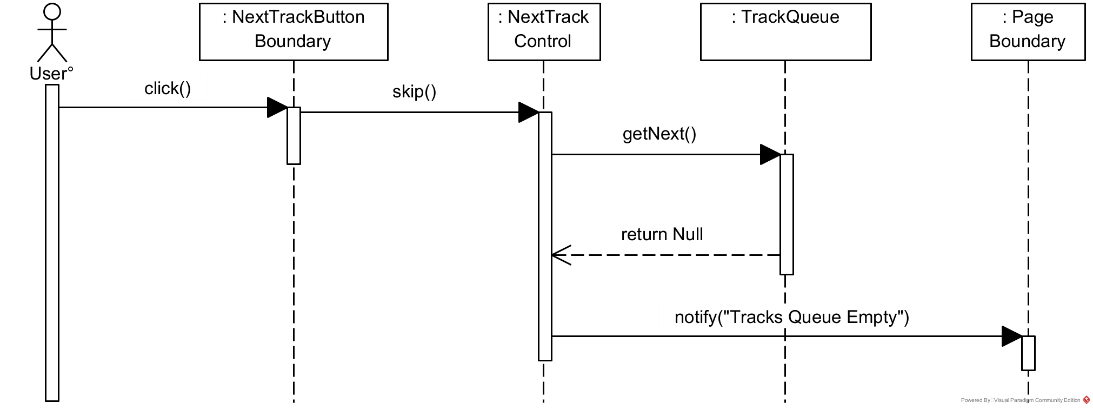 : NextTrackButton
Boundary
: NextTrack
Control
: TrackQueue
: Page
Boundary
User°
click()
skip()
getNext()
return Null
notify("Tracks Queue Empty")
Powered By : Visual Paradigm Community Edition